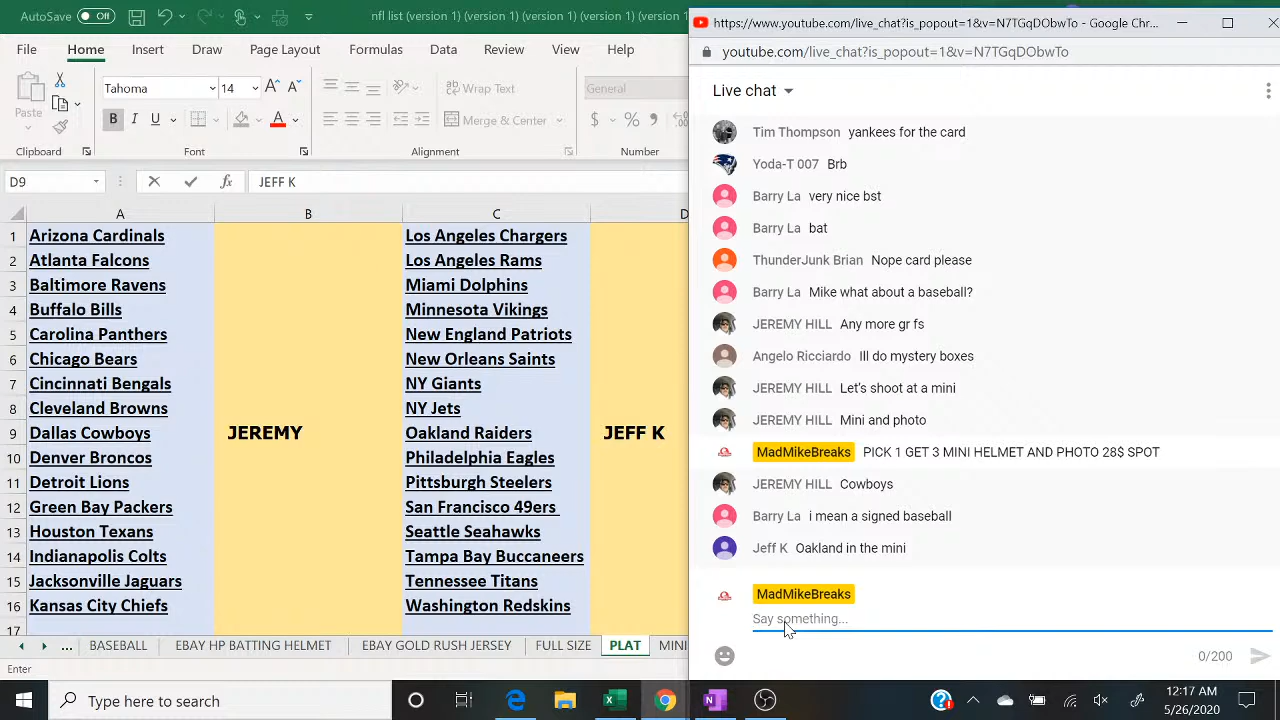 AutoSave Off nfl list (version 1) (version 1) (version 1) (version 1) (version 1)
File Home Insert Draw Page Layout Formulas Data Review View Help
Paste
Tahoma 14
B I U A
Wrap Text
Merge & Center
General
$ % 9
Clipboard Font Alignment Number
D9 fx JEFF K
A B C D
1 Arizona Cardinals Los Angeles Chargers
2 Atlanta Falcons Los Angeles Rams
3 Baltimore Ravens Miami Dolphins
4 Buffalo Bills Minnesota Vikings
5 Carolina Panthers New England Patriots
6 Chicago Bears New Orleans Saints
7 Cincinnati Bengals NY Giants
8 Cleveland Browns NY Jets
9 Dallas Cowboys JEREMY Oakland Raiders JEFF K
10 Denver Broncos Philadelphia Eagles
11 Detroit Lions Pittsburgh Steelers
12 Green Bay Packers San Francisco 49ers
13 Houston Texans Seattle Seahawks
14 Indianapolis Colts Tampa Bay Buccaneers
15 Jacksonville Jaguars Tennessee Titans
16 Kansas City Chiefs Washington Redskins
17
... BASEBALL EBAY HP BATTING HELMET EBAY GOLD RUSH JERSEY FULL SIZE PLAT MINI
Enter
https://www.youtube.com/live_chat?is_popout=1&v=N7TGqDObwTo - Google Chr...
youtube.com/live_chat?is_popout=1&v=N7TGqDObwTo
Live chat
Tim Thompson yankees for the card
Yoda-T 007 Brb
Barry La very nice bst
Barry La bat
ThunderJunk Brian Nope card please
Barry La Mike what about a baseball?
JEREMY HILL Any more gr fs
Angelo Ricciardo Ill do mystery boxes
JEREMY HILL Let's shoot at a mini
JEREMY HILL Mini and photo
MadMikeBreaks PICK 1 GET 3 MINI HELMET AND PHOTO 28$ SPOT
JEREMY HILL Cowboys
Barry La i mean a signed baseball
Jeff K Oakland in the mini
MadMikeBreaks
Say something...
0/200
Type here to search
12:17 AM
5/26/2020